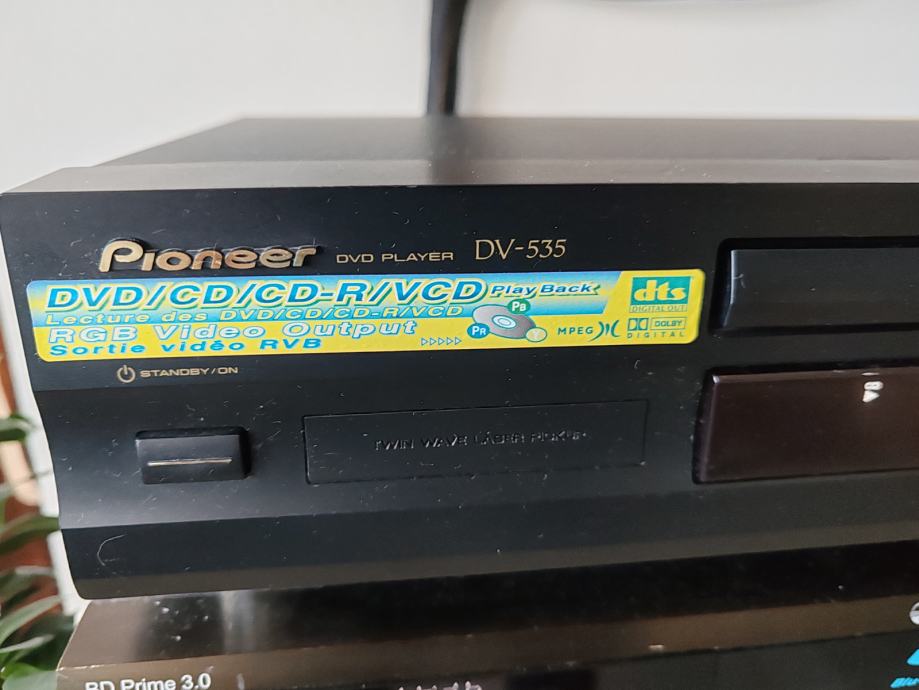 Pioneer DVD PLAYER DV-535
DVD/CD/CD-R/VCD Play Back
Lecture des DVD/CD/CD-R/VCD
RGB Video Output
Sortie vidéo RVB
PR
PB
MPEG
dts
DIGITAL OUT
DOLBY
DIGITAL
STANDBY/ON
TWIN WAVE LASER PICKUP
BD Prime 3.0